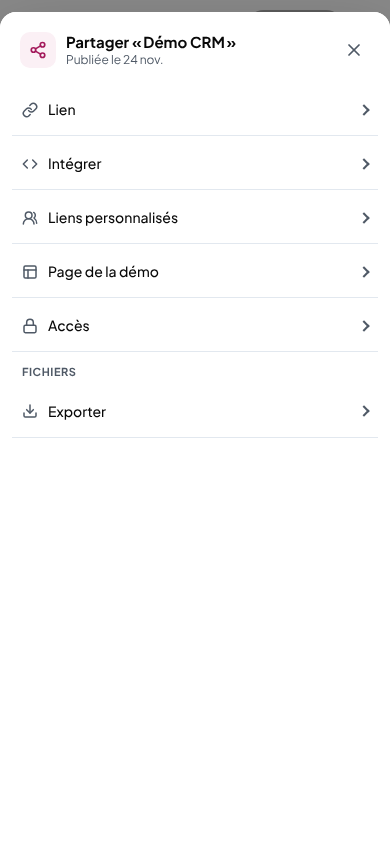 Partager « Démo CRM »
Publiée le 24 nov.
Lien
Intégrer
Liens personnalisés
Page de la démo
Accès
FICHIERS
Exporter